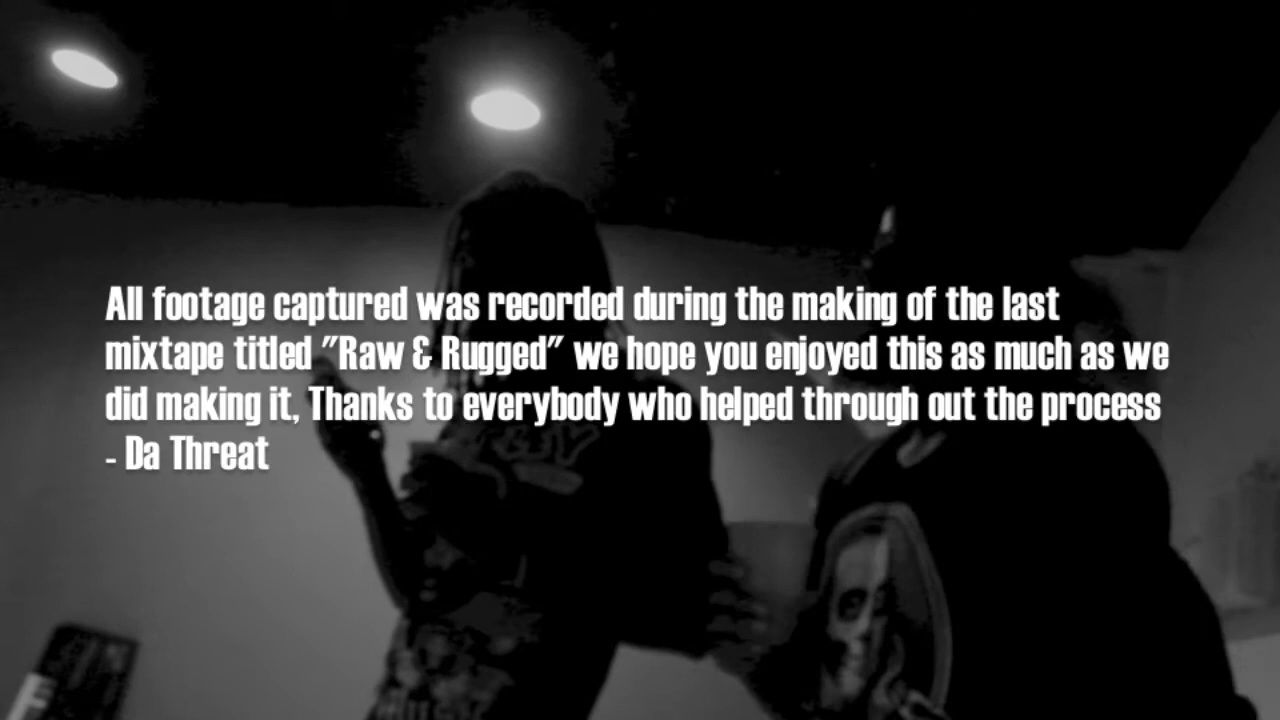 All footage captured was recorded during the making of the last
mixtape titled "Raw & Rugged" we hope you enjoyed this as much as we
did making it, Thanks to everybody who helped through out the process
- Da Threat